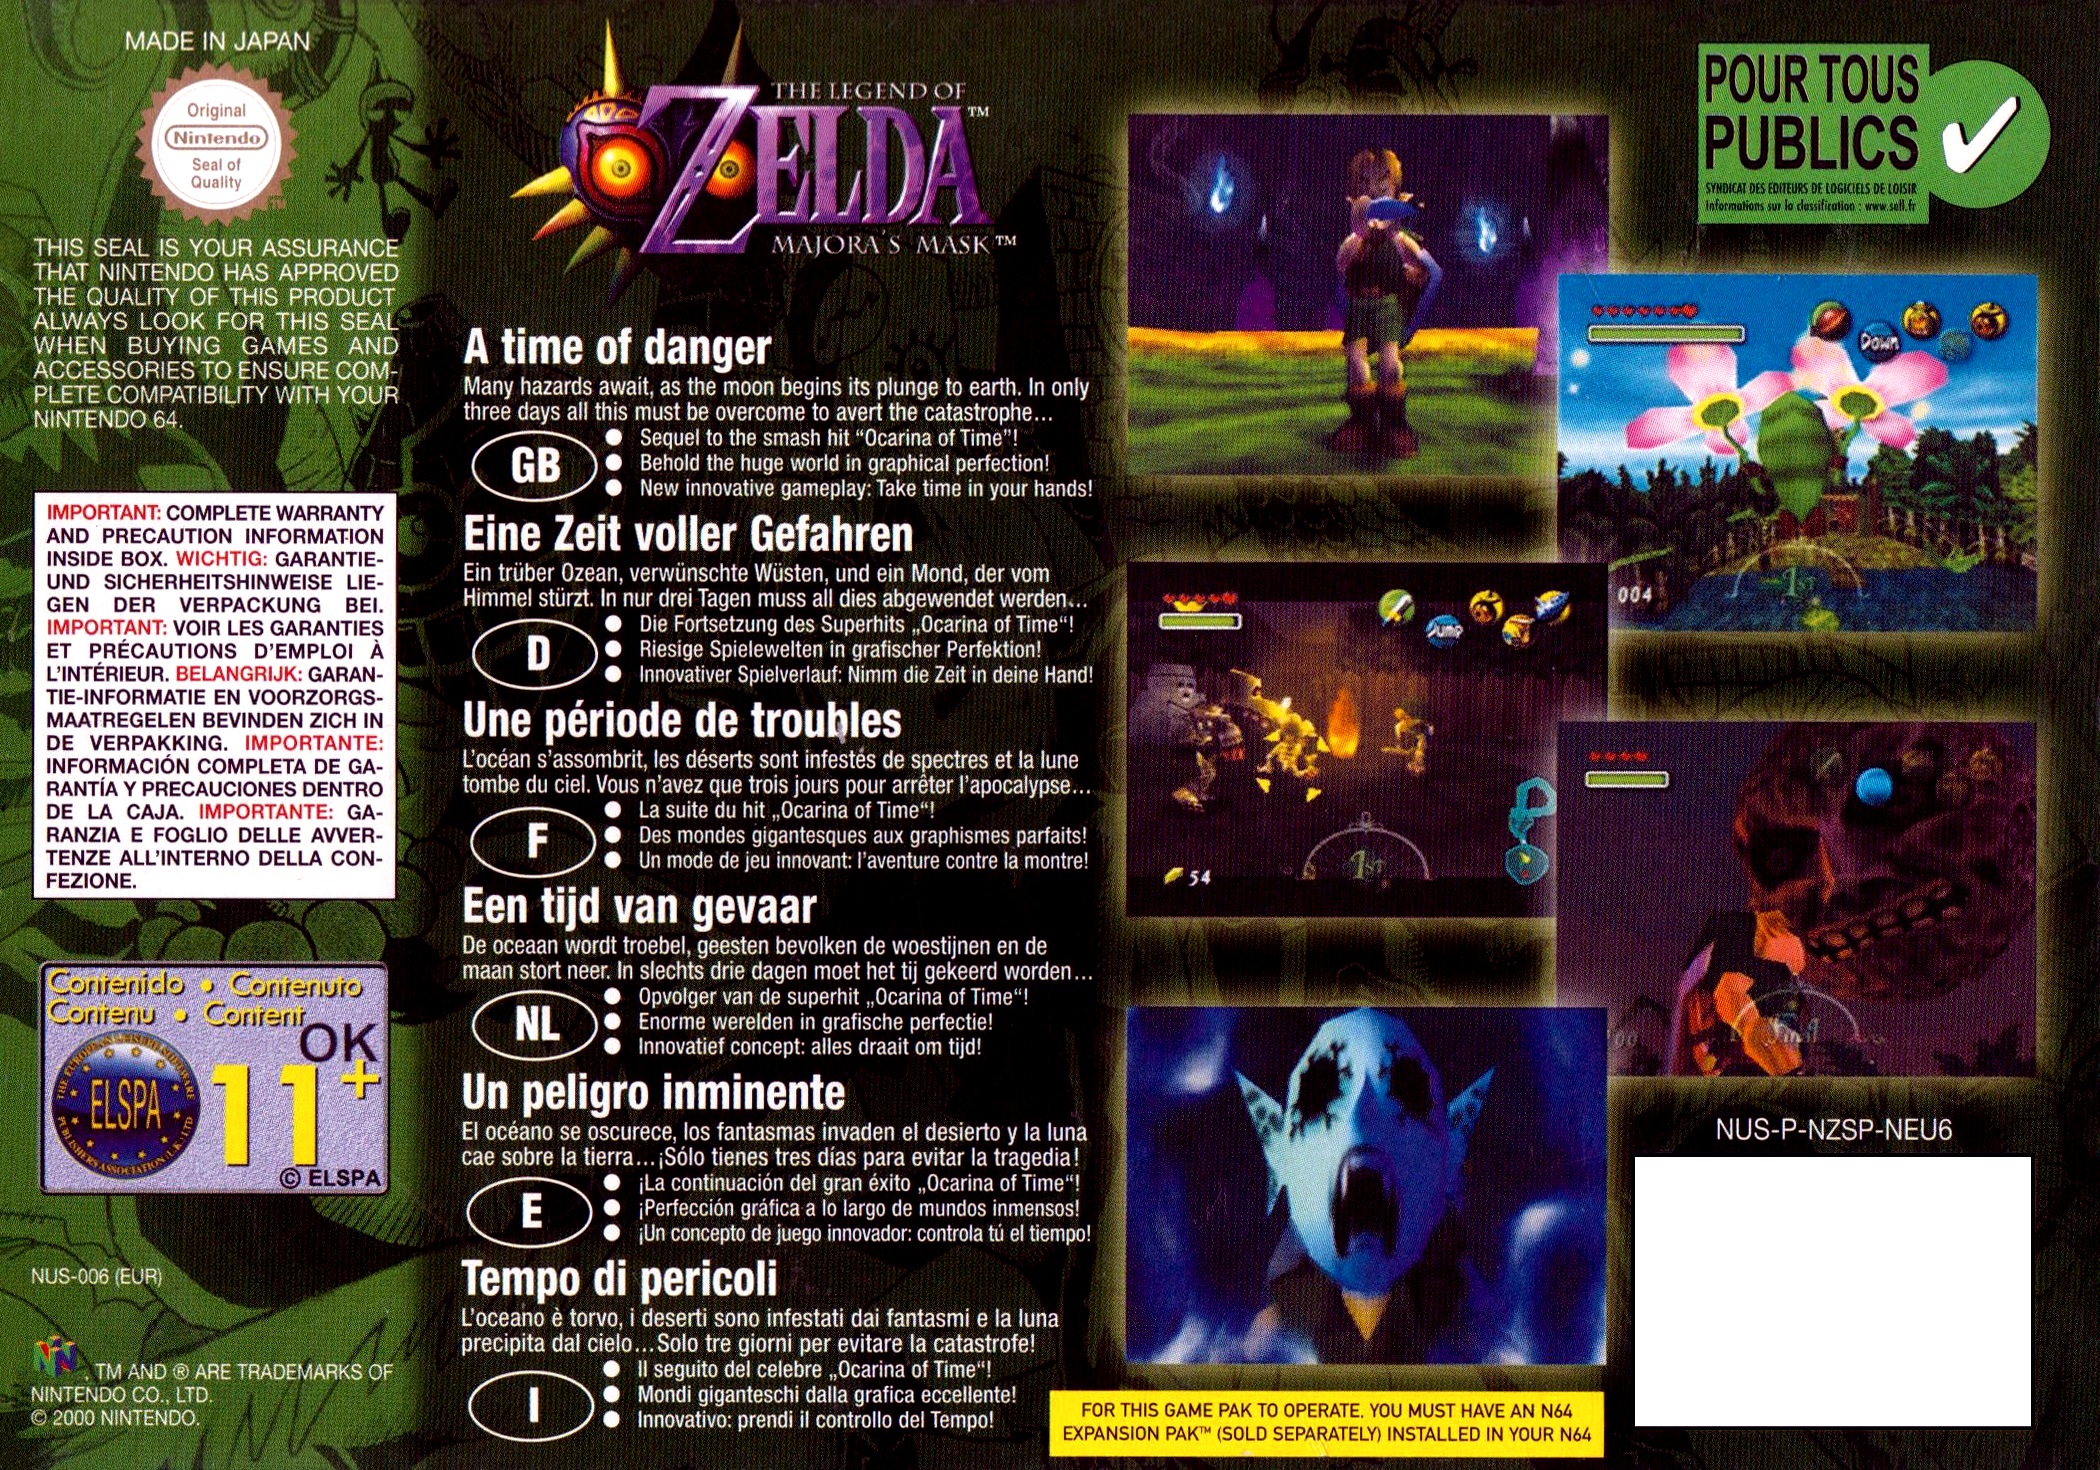 MADE IN JAPAN
Original
Nintendo
Seal of
Quality
TM
THIS SEAL IS YOUR ASSURANCE
THAT NINTENDO HAS APPROVED
THE QUALITY OF THIS PRODUCT
ALWAYS LOOK FOR THIS SEAL
WHEN BUYING GAMES AND
ACCESSORIES TO ENSURE COM-
PLETE COMPATIBILITY WITH YOUR
NINTENDO 64.
IMPORTANT: COMPLETE WARRANTY
AND PRECAUTION INFORMATION
INSIDE BOX. WICHTIG: GARANTIE-
UND SICHERHEITSHINWEISE LIE-
GEN DER VERPACKUNG BEI.
IMPORTANT: VOIR LES GARANTIES
ET PRÉCAUTIONS D'EMPLOI À
L'INTÉRIEUR. BELANGRIJK: GARAN-
TIE-INFORMATIE EN VOORZORGS-
MAATREGELEN BEVINDEN ZICH IN
DE VERPAKKING. IMPORTANTE:
INFORMACIÓN COMPLETA DE GA-
RANTÍA Y PRECAUCIONES DENTRO
DE LA CAJA. IMPORTANTE: GA-
RANZIA E FOGLIO DELLE AVVER-
TENZE ALL'INTERNO DELLA CON-
FEZIONE.
Contenido • Contenuto
Contenu • Content
OK
11+
THE EUROPEAN LEISURE SOFTWARE
ELSPA
PUBLISHERS ASSOCIATION (U.K.) LTD
© ELSPA
NUS-006 (EUR)
, TM AND ® ARE TRADEMARKS OF
NINTENDO CO., LTD.
© 2000 NINTENDO.
THE LEGEND OF
ZELDA™
MAJORA'S MASK™
A time of danger
Many hazards await, as the moon begins its plunge to earth. In only
three days all this must be overcome to avert the catastrophe...
GB
● Sequel to the smash hit “Ocarina of Time”!
● Behold the huge world in graphical perfection!
● New innovative gameplay: Take time in your hands!
Eine Zeit voller Gefahren
Ein trüber Ozean, verwünschte Wüsten, und ein Mond, der vom
Himmel stürzt. In nur drei Tagen muss all dies abgewendet werden...
D
● Die Fortsetzung des Superhits „Ocarina of Time“!
● Riesige Spielewelten in grafischer Perfektion!
● Innovativer Spielverlauf: Nimm die Zeit in deine Hand!
Une période de troubles
L'océan s'assombrit, les déserts sont infestés de spectres et la lune
tombe du ciel. Vous n'avez que trois jours pour arrêter l'apocalypse...
F
● La suite du hit „Ocarina of Time“!
● Des mondes gigantesques aux graphismes parfaits!
● Un mode de jeu innovant: l'aventure contre la montre!
Een tijd van gevaar
De oceaan wordt troebel, geesten bevolken de woestijnen en de
maan stort neer. In slechts drie dagen moet het tij gekeerd worden...
NL
● Opvolger van de superhit „Ocarina of Time“!
● Enorme werelden in grafische perfectie!
● Innovatief concept: alles draait om tijd!
Un peligro inminente
El océano se oscurece, los fantasmas invaden el desierto y la luna
cae sobre la tierra...¡Sólo tienes tres días para evitar la tragedia!
E
● ¡La continuación del gran éxito „Ocarina of Time“!
● ¡Perfección gráfica a lo largo de mundos inmensos!
● ¡Un concepto de juego innovador: controla tú el tiempo!
Tempo di pericoli
L'oceano è torvo, i deserti sono infestati dai fantasmi e la luna
precipita dal cielo...Solo tre giorni per evitare la catastrofe!
I
● Il seguito del celebre „Ocarina of Time“!
● Mondi giganteschi dalla grafica eccellente!
● Innovativo: prendi il controllo del Tempo!
POUR TOUS
PUBLICS
SYNDICAT DES EDITEURS DE LOGICIELS DE LOISIR
Informations sur la classification : www.sell.fr
Down
004
1ST
Jump
54
1ST
Final
NUS-P-NZSP-NEU6
FOR THIS GAME PAK TO OPERATE, YOU MUST HAVE AN N64
EXPANSION PAK™ (SOLD SEPARATELY) INSTALLED IN YOUR N64